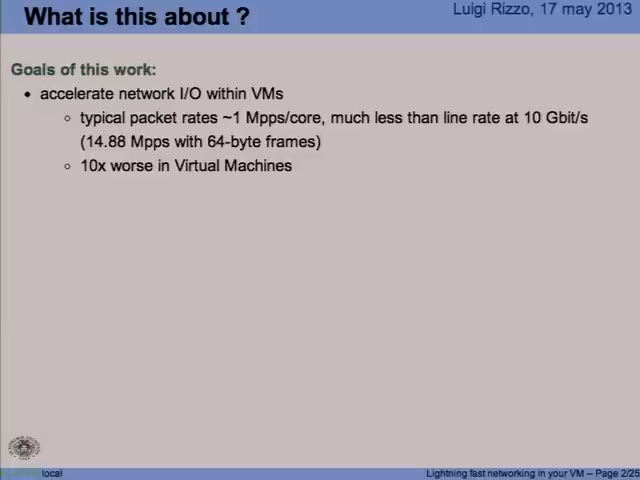 What is this about ?
Luigi Rizzo, 17 may 2013
Goals of this work:
• accelerate network I/O within VMs
◦ typical packet rates ~1 Mpps/core, much less than line rate at 10 Gbit/s
(14.88 Mpps with 64-byte frames)
◦ 10x worse in Virtual Machines
local
Lightning fast networking in your VM -- Page 2/25